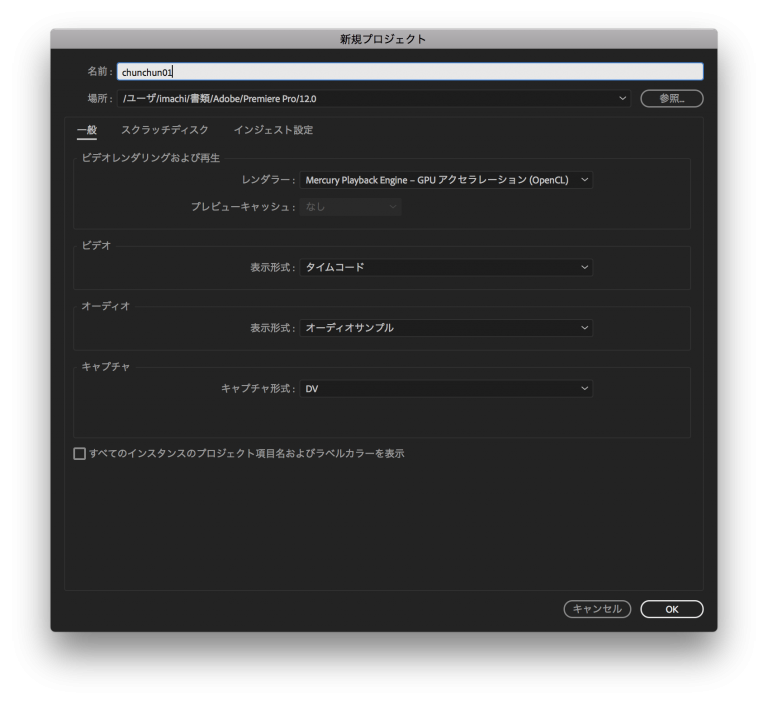 新規プロジェクト
名前 : chunchun01
場所 : /ユーザ/imachi/書類/Adobe/Premiere Pro/12.0 参照...
一般 スクラッチディスク インジェスト設定
ビデオレンダリングおよび再生
レンダラー : Mercury Playback Engine – GPU アクセラレーション (OpenCL)
プレビューキャッシュ : なし
ビデオ
表示形式 : タイムコード
オーディオ
表示形式 : オーディオサンプル
キャプチャ
キャプチャ形式 : DV
すべてのインスタンスのプロジェクト項目名およびラベルカラーを表示
キャンセル OK